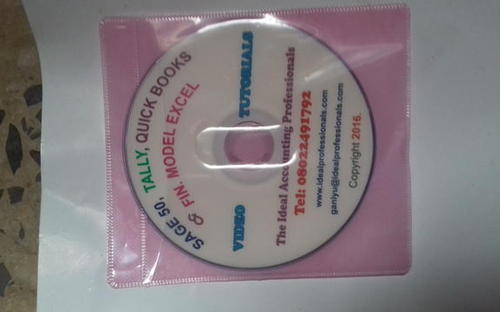 SAGE 50, TALLY, QUICK BOOKS
& FIN. MODEL EXCEL
VIDEO TUTORIALS
The Ideal Accounting Professionals
Tel: 08022491792
www.idealprofessionals.com
ganiyu@idealprofessionals.com
Copyright 2016.